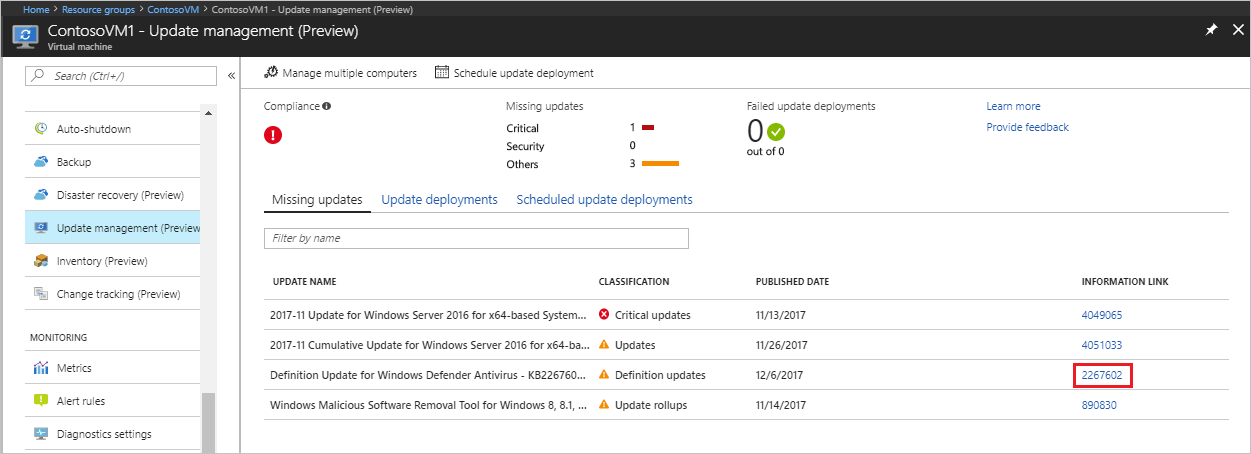 Home > Resource groups > ContosoVM > ContosoVM1 - Update management (Preview)
ContosoVM1 - Update management (Preview)
Virtual machine
Search (Ctrl+/)
«
Manage multiple computers
Schedule update deployment
Auto-shutdown
Backup
Disaster recovery (Preview)
Update management (Preview
Inventory (Preview)
Change tracking (Preview)
MONITORING
Metrics
Alert rules
Diagnostics settings
Compliance
Missing updates
Critical 1
Security 0
Others 3
Failed update deployments
0
out of 0
Learn more
Provide feedback
Missing updates Update deployments Scheduled update deployments
Filter by name
UPDATE NAME CLASSIFICATION PUBLISHED DATE INFORMATION LINK
2017-11 Update for Windows Server 2016 for x64-based System... Critical updates 11/13/2017 4049065
2017-11 Cumulative Update for Windows Server 2016 for x64-ba... Updates 11/26/2017 4051033
Definition Update for Windows Defender Antivirus - KB226760... Definition updates 12/6/2017 2267602
Windows Malicious Software Removal Tool for Windows 8, 8.1, ... Update rollups 11/14/2017 890830